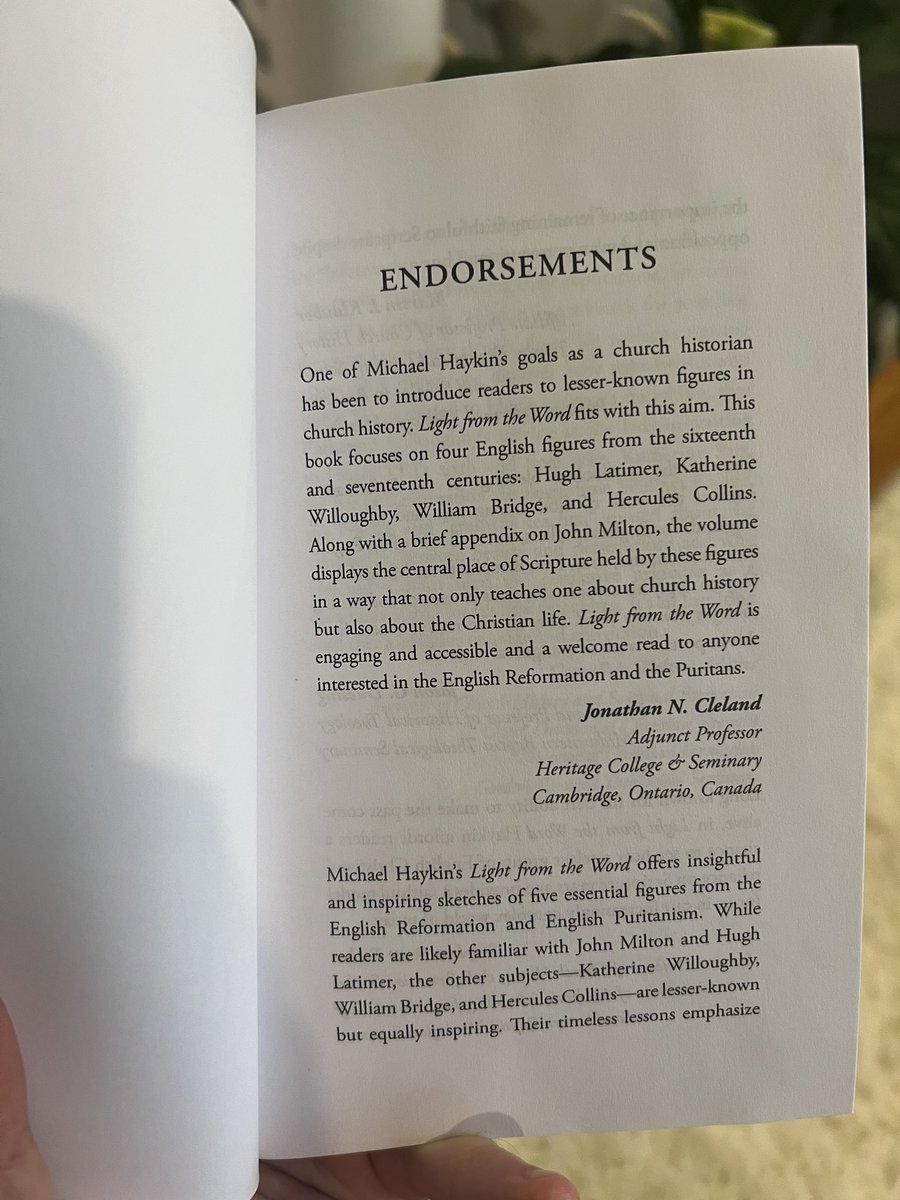 ENDORSEMENTS
One of Michael Haykin's goals as a church historian
has been to introduce readers to lesser-known figures in
church history. Light from the Word fits with this aim. This
book focuses on four English figures from the sixteenth
and seventeenth centuries: Hugh Latimer, Katherine
Willoughby, William Bridge, and Hercules Collins.
Along with a brief appendix on John Milton, the volume
displays the central place of Scripture held by these figures
in a way that not only teaches one about church history
but also about the Christian life. Light from the Word is
engaging and accessible and a welcome read to anyone
interested in the English Reformation and the Puritans.
Jonathan N. Cleland
Adjunct Professor
Heritage College & Seminary
Cambridge, Ontario, Canada
Michael Haykin's Light from the Word offers insightful
and inspiring sketches of five essential figures from the
English Reformation and English Puritanism. While
readers are likely familiar with John Milton and Hugh
Latimer, the other subjects—Katherine Willoughby,
William Bridge, and Hercules Collins—are lesser-known
but equally inspiring. Their timeless lessons emphasize